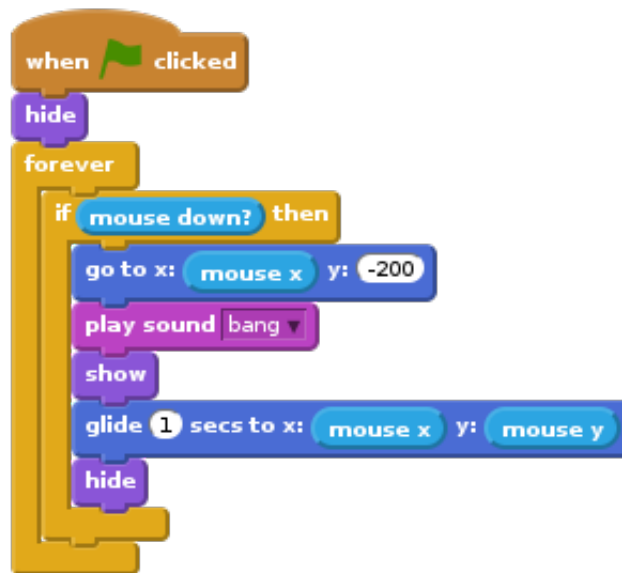 when clicked
hide
forever
if mouse down? then
go to x: mouse x y: -200
play sound bang
show
glide 1 secs to x: mouse x y: mouse y
hide